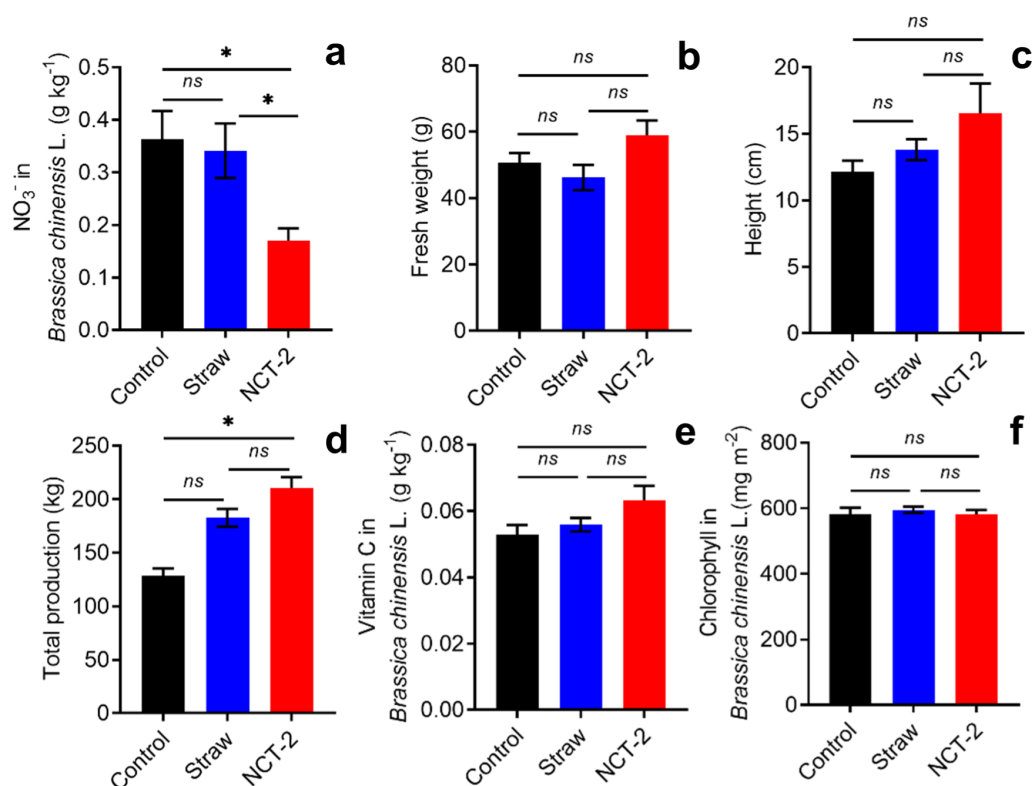 a
*
ns
*
NO₃⁻ in
Brassica chinensis L. (g kg⁻¹)
0.5
0.4
0.3
0.2
0.1
0.0
Control
Straw
NCT-2
b
ns
ns
ns
Fresh weight (g)
80
60
40
20
0
Control
Straw
NCT-2
c
ns
ns
ns
Height (cm)
20
15
10
5
0
Control
Straw
NCT-2
d
*
ns
ns
Total production (kg)
250
200
150
100
50
0
Control
Straw
NCT-2
e
ns
ns
ns
Vitamin C in
Brassica chinensis L. (g kg⁻¹)
0.08
0.06
0.04
0.02
0.00
Control
Straw
NCT-2
f
ns
ns
ns
Chlorophyll in
Brassica chinensis L.(mg m⁻²)
800
600
400
200
0
Control
Straw
NCT-2